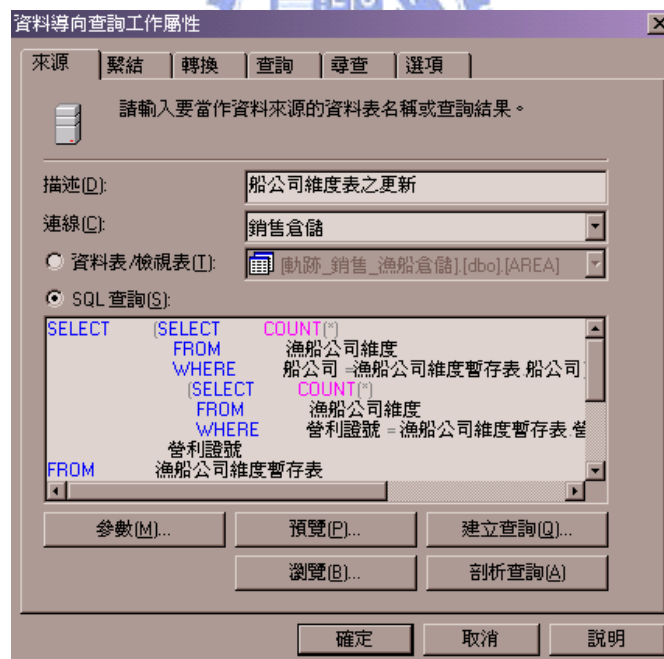 資料導向查詢工作屬性
來源 繫結 轉換 查詢 尋查 選項
請輸入要當作資料來源的資料表名稱或查詢結果。
描述(D): 船公司維度表之更新
連線(C): 銷售倉儲
資料表/檢視表(T): [軌跡_銷售_漁船倉儲].[dbo].[AREA]
SQL 查詢(S):
SELECT (SELECT COUNT(*)
FROM 漁船公司維度
WHERE 船公司 =漁船公司維度暫存表.船公司
(SELECT COUNT(*)
FROM 漁船公司維度
WHERE 營利證號 = 漁船公司維度暫存表.營
營利證號
FROM 漁船公司維度暫存表
參數(M)... 預覽(P)... 建立查詢(Q)...
瀏覽(B)... 剖析查詢(A)
確定 取消 說明